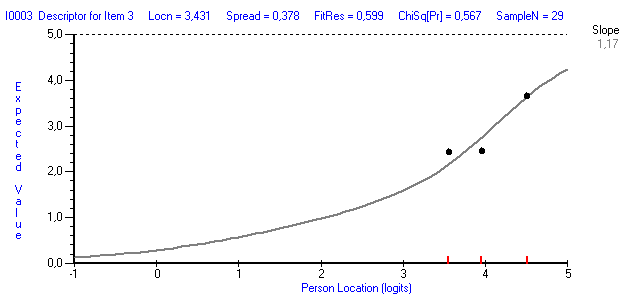 I0003 Descriptor for Item 3 Locn = 3,431 Spread = 0,378 FitRes = 0,599 ChiSq[Pr] = 0,567 SampleN = 29
Slope
1,17
5,0
4,0
3,0
2,0
1,0
0,0
Expected Value
-1 0 1 2 3 4 5
Person Location (logits)